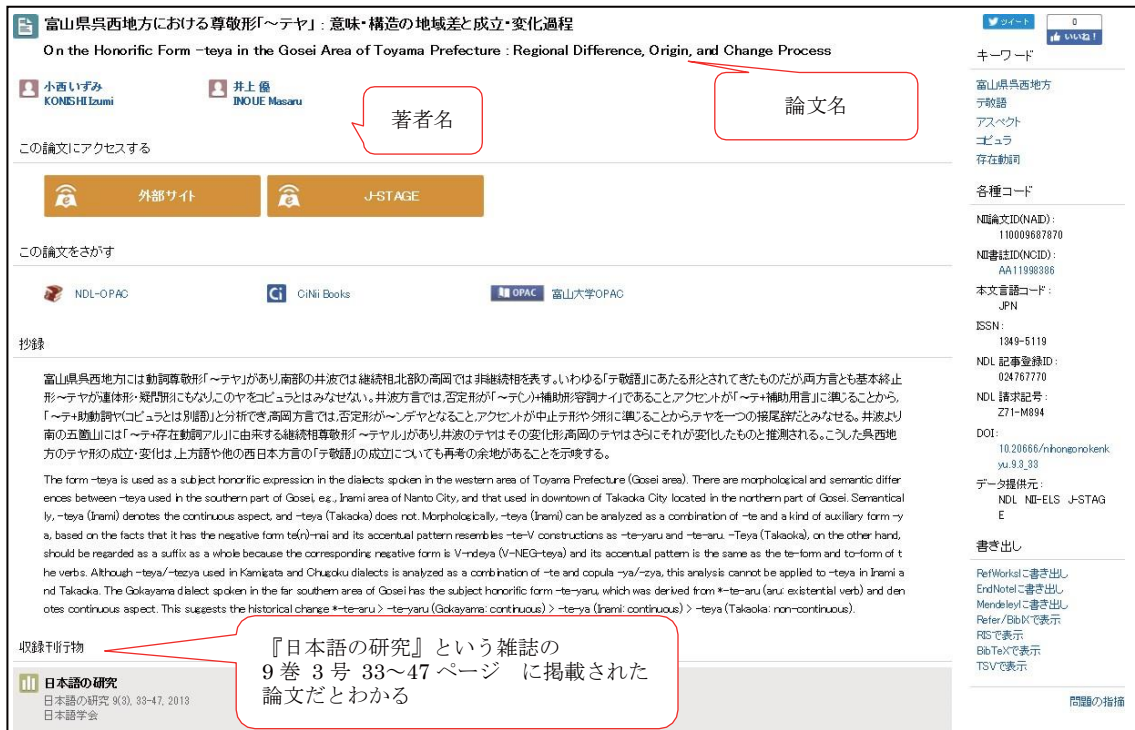 富山県呉西地方における尊敬形「～テヤ」：意味・構造の地域差と成立・変化過程
On the Honorific Form -teya in the Gosei Area of Toyama Prefecture : Regional Difference, Origin, and Change Process
小西 いずみ
KONISHI Izumi
井上 優
INOUE Masaru
著者名
論文名
この論文にアクセスする
外部サイト
J-STAGE
この論文をさがす
NDL-OPAC
CiNii Books
OPAC 富山大学OPAC
抄録
富山県呉西地方には動詞尊敬形「～テヤ」があり,南部の井波では継続相,北部の高岡では非継続相を表す。いわゆる「テ敬語」にあたる形とされてきたものだが,両方言とも基本終止
形～テヤが連体形・疑問形にもなり,このヤをコピュラとはみなせない。井波方言では,否定形が「～テ(ン)+補助形容詞ナイ」であること,アクセントが「～テ+補助用言」に準じることから,
「～テ+助動詞ヤ(コピュラとは別語)」と分析でき,高岡方言では,否定形が～ンデヤとなること,アクセントが中止テ形やタ形に準じることからテヤを一つの接尾辞だとみなせる。井波より
南の五箇山には「～テ+存在動詞アル」に由来する継続相尊敬形「～テヤル」があり,井波のテヤはその変化形,高岡のテヤはさらにそれが変化したものと推測される。こうした呉西地
方のテヤ形の成立・変化は,上方語や他の西日本方言の「テ敬語」の成立についても再考の余地があることを示唆する。
The form -teya is used as a subject honorific expression in the dialects spoken in the western area of Toyama Prefecture (Gosei area). There are morphological and semantic differ
ences between -teya used in the southern part of Gosei, e.g., Inami area of Nanto City, and that used in downtown of Takaoka City located in the northern part of Gosei. Semantical
ly, -teya (Inami) denotes the continuous aspect, and -teya (Takaoka) does not. Morphologically, -teya (Inami) can be analyzed as a combination of -te and a kind of auxiliary form -y
a, based on the facts that it has the negative form te(n)-nai and its accentual pattern resembles -te-V constructions as -te-yaru and -te-aru. -Teya (Takaoka), on the other hand,
should be regarded as a suffix as a whole because the corresponding negative form is V-ndeya (V-NEG-teya) and its accentual pattern is the same as the te-form and to-form of t
he verbs. Although -teya/-tezya used in Kamigata and Chugoku dialects is analyzed as a combination of -te and copula -ya/-zya, this analysis cannot be applied to -teya in Inami a
nd Takaoka. The Gokayama dialect spoken in the far southern area of Gosei has the subject honorific form -te-yaru, which was derived from *-te-aru (aru: existential verb) and den
otes continuous aspect. This suggests the historical change *-te-aru > -te-yaru (Gokayama: continuous) > -te-ya (Inami: continuous) > -teya (Takaoka: non-continuous).
収録刊行物
『日本語の研究』という雑誌の
9 巻 3 号 33～47 ページ に掲載された
論文だとわかる
日本語の研究
日本語の研究 9(3), 33-47, 2013
日本語学会
ツイート
0
いいね！
キーワード
富山県呉西地方
テ敬語
アスペクト
コピュラ
存在動詞
各種コード
NII論文ID(NAID) :
110009687870
NII書誌ID(NCID) :
AA11998386
本文言語コード :
JPN
ISSN :
1349-5119
NDL 記事登録ID :
024767770
NDL 請求記号 :
Z71-M894
DOI :
10.20666/nihongonokenk
yu.9.3_33
データ提供元 :
NDL NII-ELS J-STAG
E
書き出し
RefWorksに書き出し
EndNoteに書き出し
Mendeleyに書き出し
Refer/BibIXで表示
RISで表示
BibTeXで表示
TSVで表示
問題の指摘